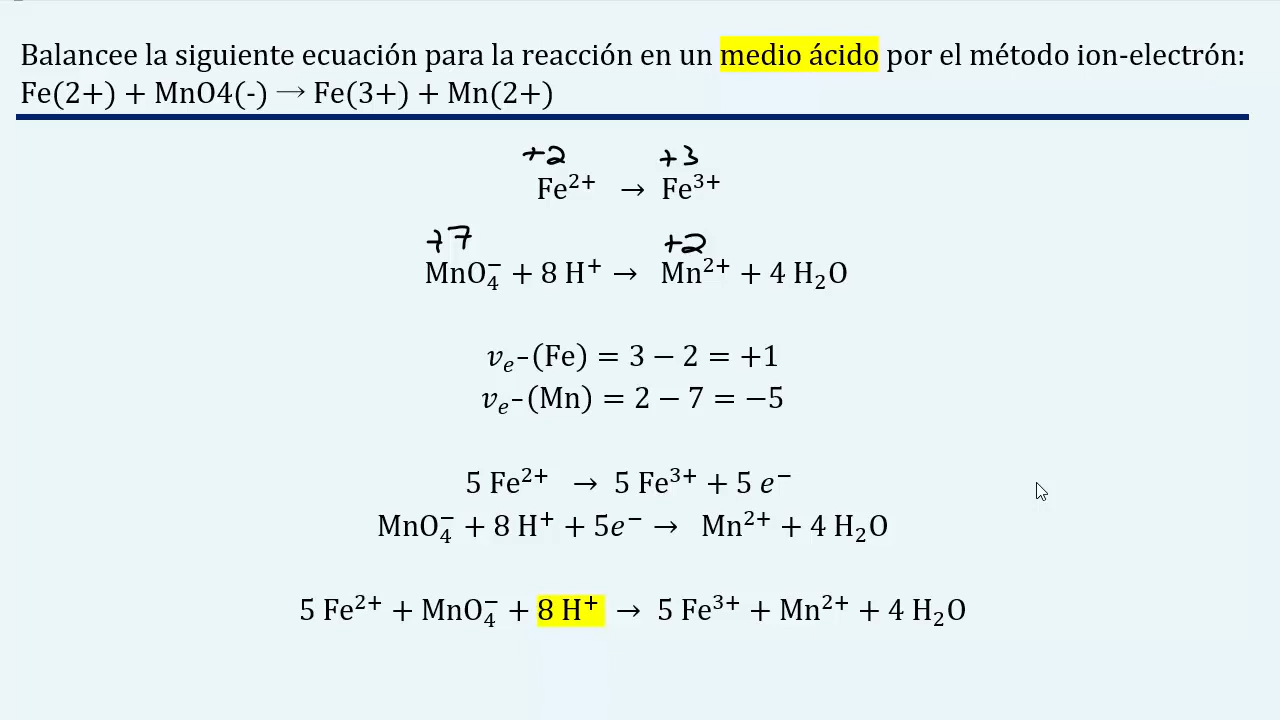 Balancee la siguiente ecuación para la reacción en un medio ácido por el método ion-electrón:
Fe(2+) + MnO4(-) → Fe(3+) + Mn(2+)
+2 +3
Fe²⁺ → Fe³⁺
+7 +2
MnO₄⁻ + 8 H⁺ → Mn²⁺ + 4 H₂O
𝑣ₑ₋(Fe) = 3 − 2 = +1
𝑣ₑ₋(Mn) = 2 − 7 = −5
5 Fe²⁺ → 5 Fe³⁺ + 5 𝑒⁻
MnO₄⁻ + 8 H⁺ + 5𝑒⁻ → Mn²⁺ + 4 H₂O
5 Fe²⁺ + MnO₄⁻ + 8 H⁺ → 5 Fe³⁺ + Mn²⁺ + 4 H₂O